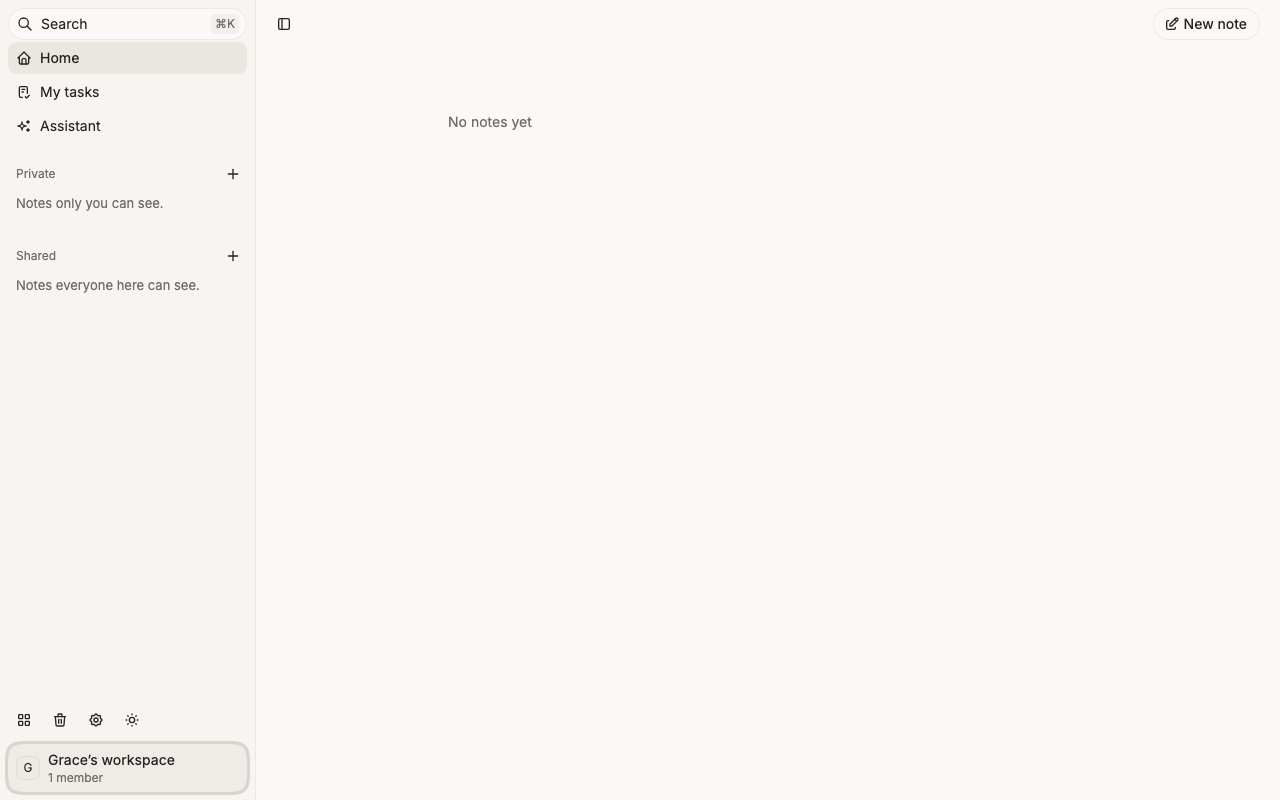 Search ⌘K
Home
My tasks
Assistant
Private
Notes only you can see.
Shared
Notes everyone here can see.
G
Grace’s workspace
1 member
New note
No notes yet